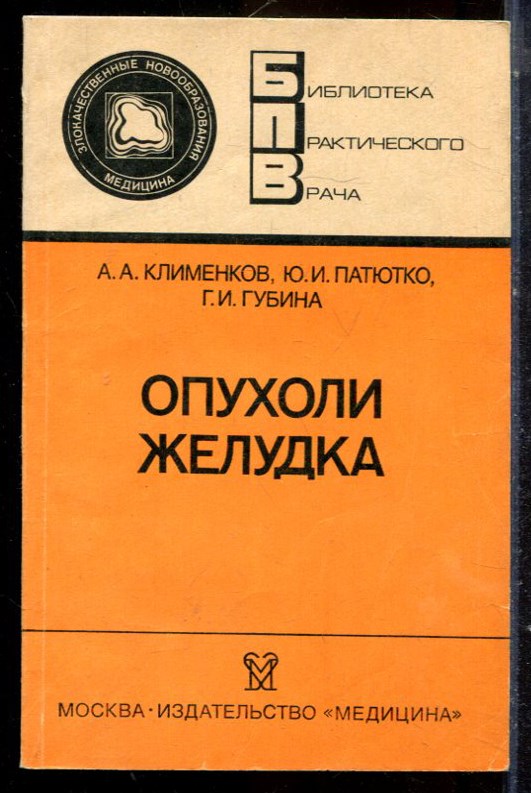 ЗЛОКАЧЕСТВЕННЫЕ НОВООБРАЗОВАНИЯ
МЕДИЦИНА
БИБЛИОТЕКА
ПРАКТИЧЕСКОГО
ВРАЧА
А. А. КЛИМЕНКОВ, Ю. И. ПАТЮТКО,
Г. И. ГУБИНА
ОПУХОЛИ
ЖЕЛУДКА
М
МОСКВА · ИЗДАТЕЛЬСТВО «МЕДИЦИНА»